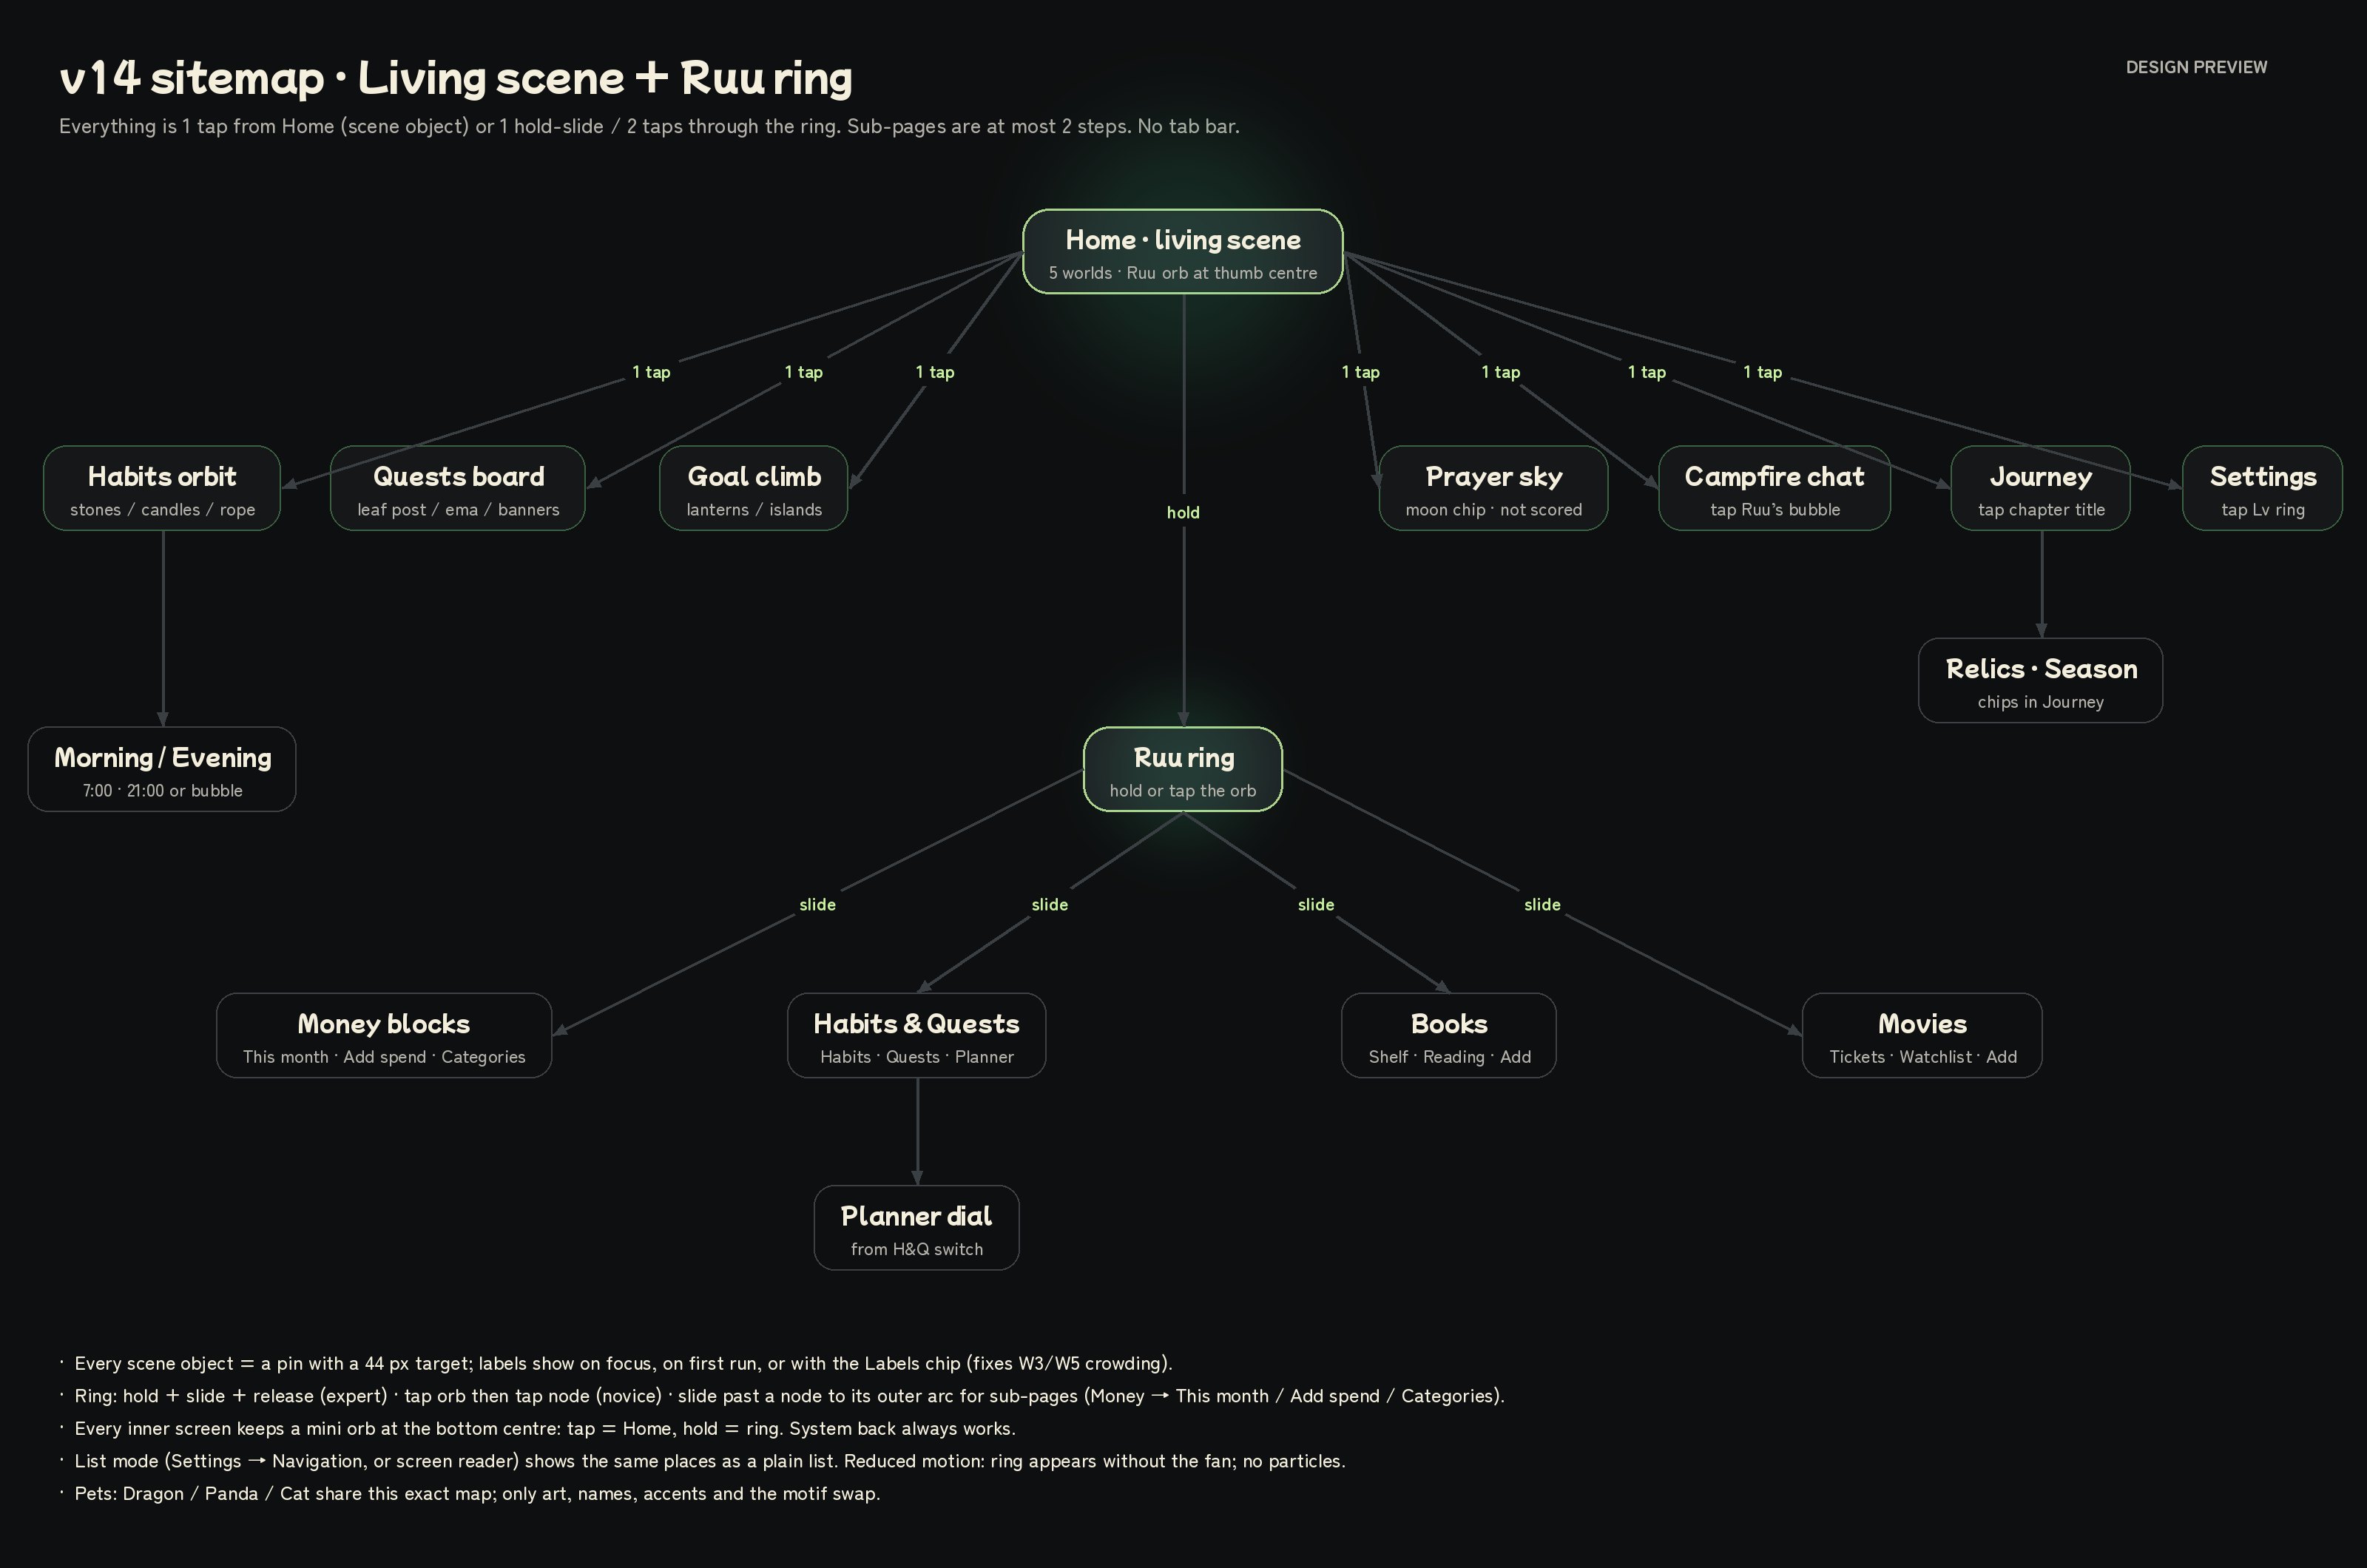 v14 sitemap · Living scene + Ruu ring
DESIGN PREVIEW
Everything is 1 tap from Home (scene object) or 1 hold-slide / 2 taps through the ring. Sub-pages are at most 2 steps. No tab bar.
Home · living scene
5 worlds · Ruu orb at thumb centre
1 tap
1 tap
1 tap
1 tap
1 tap
1 tap
1 tap
Habits orbit
stones / candles / rope
Quests board
leaf post / ema / banners
Goal climb
lanterns / islands
hold
Prayer sky
moon chip · not scored
Campfire chat
tap Ruu's bubble
Journey
tap chapter title
Settings
tap Lv ring
Relics · Season
chips in Journey
Morning / Evening
7:00 · 21:00 or bubble
Ruu ring
hold or tap the orb
slide
slide
slide
slide
Money blocks
This month · Add spend · Categories
Habits & Quests
Habits · Quests · Planner
Books
Shelf · Reading · Add
Movies
Tickets · Watchlist · Add
Planner dial
from H&Q switch
· Every scene object = a pin with a 44 px target; labels show on focus, on first run, or with the Labels chip (fixes W3/W5 crowding).
· Ring: hold + slide + release (expert) · tap orb then tap node (novice) · slide past a node to its outer arc for sub-pages (Money → This month / Add spend / Categories).
· Every inner screen keeps a mini orb at the bottom centre: tap = Home, hold = ring. System back always works.
· List mode (Settings → Navigation, or screen reader) shows the same places as a plain list. Reduced motion: ring appears without the fan; no particles.
· Pets: Dragon / Panda / Cat share this exact map; only art, names, accents and the motif swap.